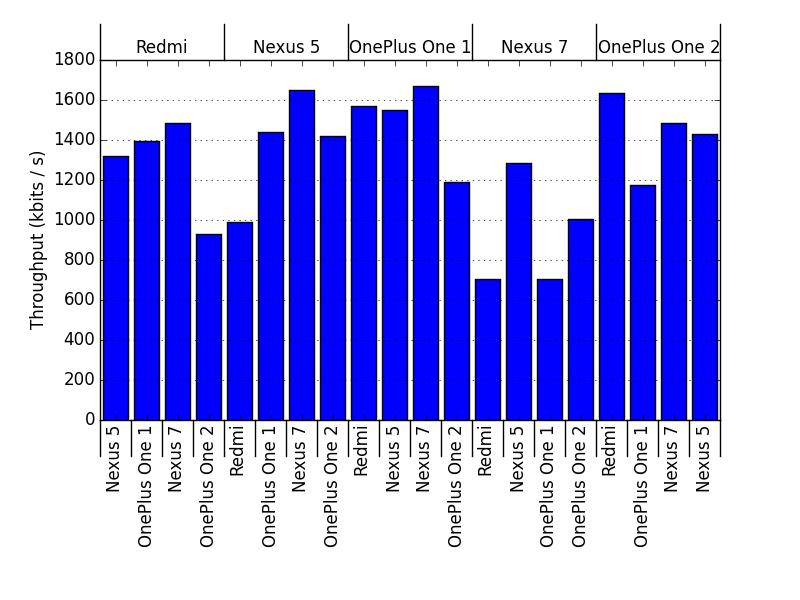 Redmi Nexus 5 OnePlus One 1 Nexus 7 OnePlus One 2
1800
1600
1400
1200
1000
800
600
400
200
0
Throughput (kbits / s)
Nexus 5
OnePlus One 1
Nexus 7
OnePlus One 2
Redmi
OnePlus One 1
Nexus 7
OnePlus One 2
Redmi
Nexus 5
Nexus 7
OnePlus One 2
Redmi
Nexus 5
OnePlus One 1
OnePlus One 2
Redmi
OnePlus One 1
Nexus 7
Nexus 5